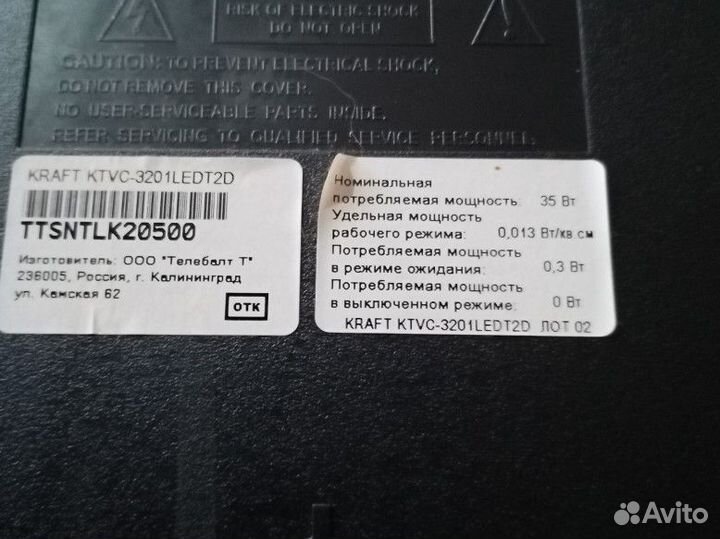 RISK OF ELECTRIC SHOCK
DO NOT OPEN
CAUTION: TO PREVENT ELECTRICAL SHOCK,
DO NOT REMOVE THIS COVER.
NO USER-SERVICEABLE PARTS INSIDE.
REFER SERVICING TO QUALIFIED SERVICE PERSONNEL.
KRAFT KTVC-3201LEDT2D
TTSNTLK20500
Изготовитель: ООО "Телебалт Т"
236005, Россия, г. Калининград
ул. Камская 62
ОТК
Номинальная
потребляемая мощность: 35 Вт
Удельная мощность
рабочего режима: 0,013 Вт/кв см
Потребляемая мощность
в режиме ожидания: 0,3 Вт
Потребляемая мощность
в выключенном режиме: 0 Вт
KRAFT KTVC-3201LEDT2D ЛОТ 02
Avito